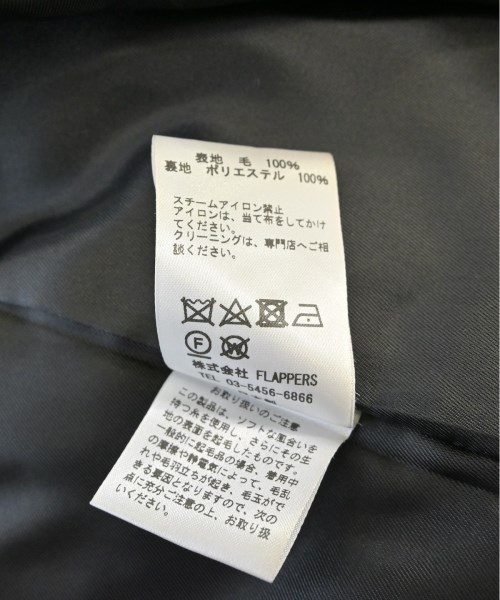 表地 毛 100%
裏地 ポリエステル 100%
スチームアイロン禁止
アイロンは、当て布をしてかけ
てください。
クリーニングは、専門店へご相
談ください。
F
W
株式会社 FLAPPERS
TEL 03-5456-6866
お取り扱いのご注意
この製品は、ソフトな風合いを
持つ糸を使用し、さらにその生
地の表面を起毛したものです。
一般的に起毛品の場合、着用中
の摩擦や静電気によって、毛乱
れや毛羽立ちが起き、毛玉がで
きる要因となりますので、次の
点に充分ご注意の上、お取り扱
いください。